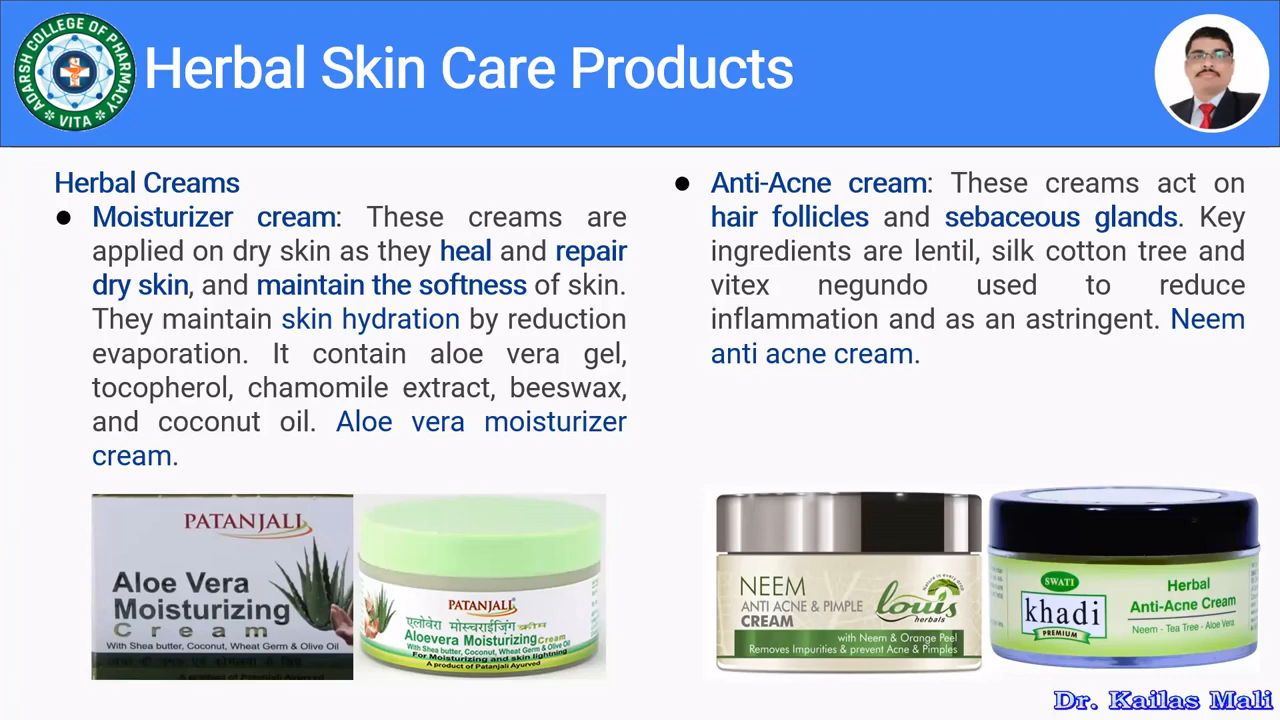 ADARSH COLLEGE OF PHARMACY
VITA
Herbal Skin Care Products
Herbal Creams
● Moisturizer cream: These creams are
applied on dry skin as they heal and repair
dry skin, and maintain the softness of skin.
They maintain skin hydration by reduction
evaporation. It contain aloe vera gel,
tocopherol, chamomile extract, beeswax,
and coconut oil. Aloe vera moisturizer
cream.
● Anti-Acne cream: These creams act on
hair follicles and sebaceous glands. Key
ingredients are lentil, silk cotton tree and
vitex negundo used to reduce
inflammation and as an astringent. Neem
anti acne cream.
PATANJALI
Aloe Vera
Moisturizing
Cream
With Shea butter, Coconut, Wheat Germ & Olive Oil
A product of Patanjali Ayurved
PATANJALI
एलोवेरा मोस्चराईजिंग क्रीम
Aloevera Moisturizing Cream
With Shea butter, Coconut, Wheat Germ & Olive Oil
For Moisturizing and skin lightning
A product of Patanjali Ayurved
NEEM
ANTI ACNE & PIMPLE
CREAM
louis
herbals
with Neem & Orange Peel
Removes Impurities & prevent Acne & Pimples
SWATI
khadi
PREMIUM
Herbal
Anti-Acne Cream
Neem - Tea Tree - Aloe Vera
Dr. Kailas Mali